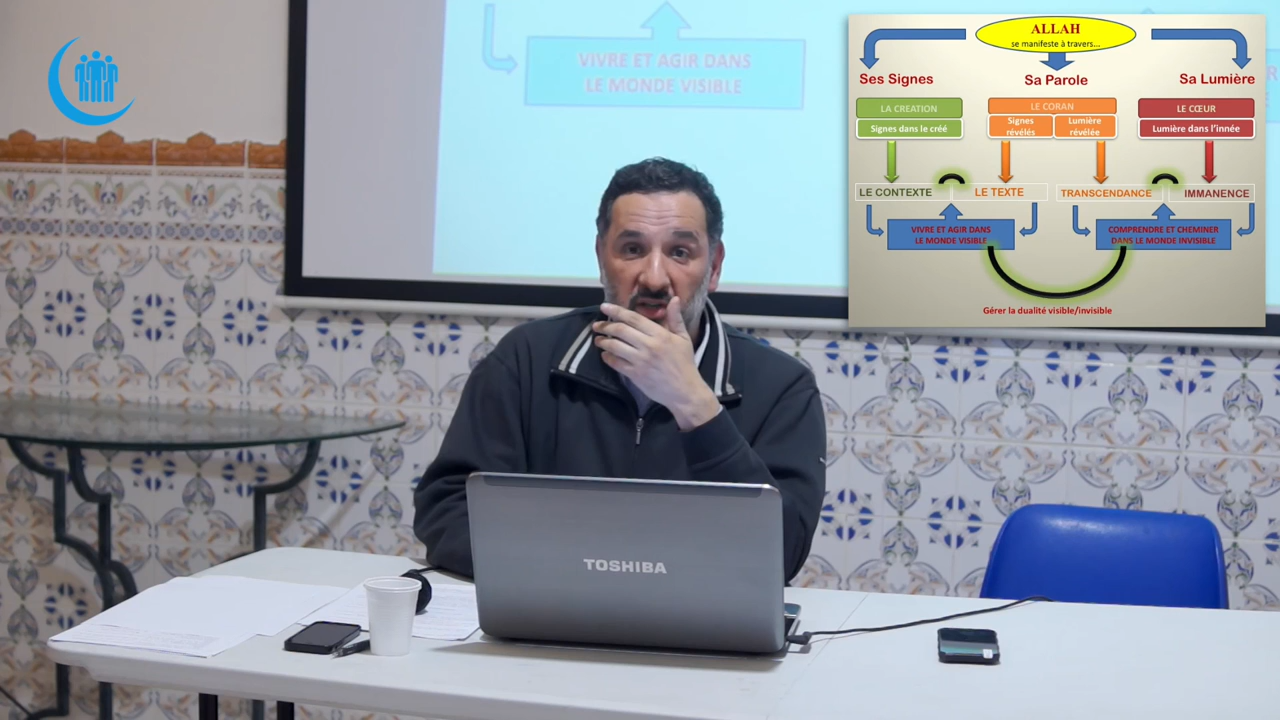 VIVRE ET AGIR DANS
LE MONDE VISIBLE
ALLAH
se manifeste à travers...
Ses Signes
Sa Parole
Sa Lumière
LA CREATION
Signes dans le créé
LE CORAN
Signes révélés
Lumière révélée
LE CŒUR
Lumière dans l'innée
LE CONTEXTE
LE TEXTE
TRANSCENDANCE
IMMANENCE
VIVRE ET AGIR DANS
LE MONDE VISIBLE
COMPRENDRE ET CHEMINER
DANS LE MONDE INVISIBLE
Gérer la dualité visible/invisible
TOSHIBA